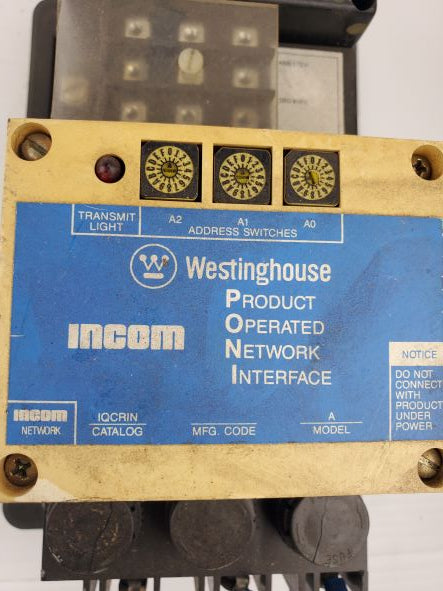 TRANSMIT
LIGHT
A2
A1
A0
ADDRESS SWITCHES
Westinghouse
PRODUCT
OPERATED
NETWORK
INTERFACE
INCOM
NOTICE
DO NOT
CONNECT
WITH
PRODUCT
UNDER
POWER
INCOM
NETWORK
IQCRIN
CATALOG
MFG. CODE
A
MODEL